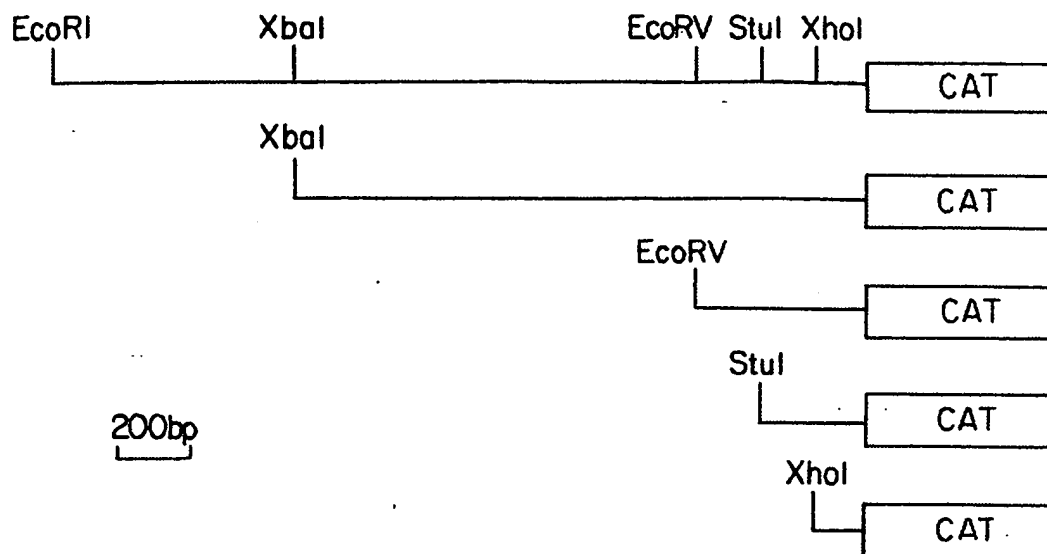 EcoRI XbaI EcoRV StuI XhoI
CAT
XbaI
CAT
EcoRV
CAT
StuI
200bp
CAT
XhoI
CAT